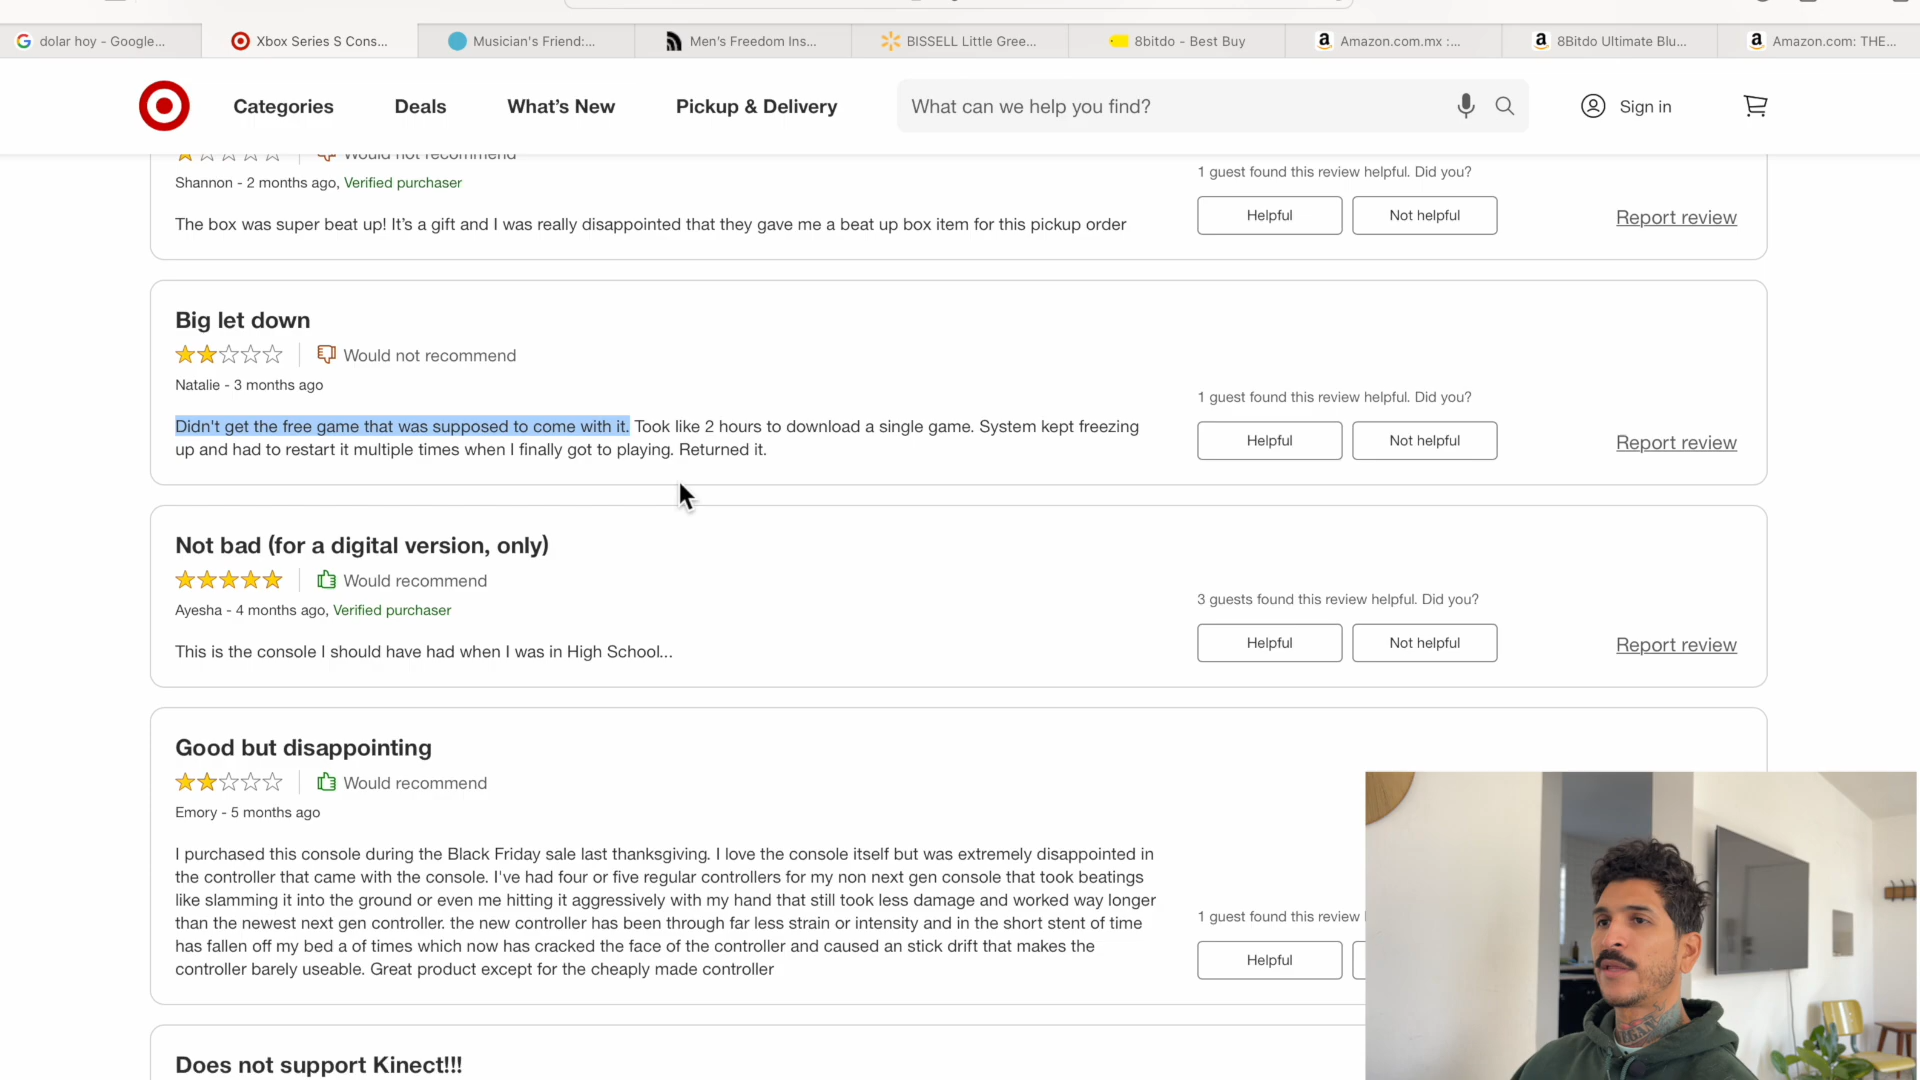 dolar hoy - Google...
Xbox Series S Cons...
Musician's Friend:...
Men's Freedom Ins...
BISSELL Little Gree...
8bitdo - Best Buy
Amazon.com.mx :...
8Bitdo Ultimate Blu...
Amazon.com: THE...
Categories
Deals
What's New
Pickup & Delivery
What can we help you find?
Sign in
Would not recommend
Shannon - 2 months ago, Verified purchaser
The box was super beat up! It's a gift and I was really disappointed that they gave me a beat up box item for this pickup order
1 guest found this review helpful. Did you?
Helpful
Not helpful
Report review
Big let down
Would not recommend
Natalie - 3 months ago
Didn't get the free game that was supposed to come with it. Took like 2 hours to download a single game. System kept freezing
up and had to restart it multiple times when I finally got to playing. Returned it.
1 guest found this review helpful. Did you?
Helpful
Not helpful
Report review
Not bad (for a digital version, only)
Would recommend
Ayesha - 4 months ago, Verified purchaser
This is the console I should have had when I was in High School...
3 guests found this review helpful. Did you?
Helpful
Not helpful
Report review
Good but disappointing
Would recommend
Emory - 5 months ago
I purchased this console during the Black Friday sale last thanksgiving. I love the console itself but was extremely disappointed in
the controller that came with the console. I've had four or five regular controllers for my non next gen console that took beatings
like slamming it into the ground or even me hitting it aggressively with my hand that still took less damage and worked way longer
than the newest next gen controller. the new controller has been through far less strain or intensity and in the short stent of time
has fallen off my bed a of times which now has cracked the face of the controller and caused an stick drift that makes the
controller barely useable. Great product except for the cheaply made controller
1 guest found this review
Helpful
Does not support Kinect!!!